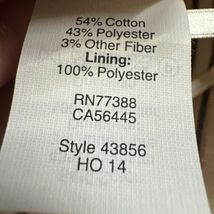 54% Cotton
43% Polyester
3% Other Fiber
Lining:
100% Polyester
RN77388
CA56445
Style 43856
HO 14